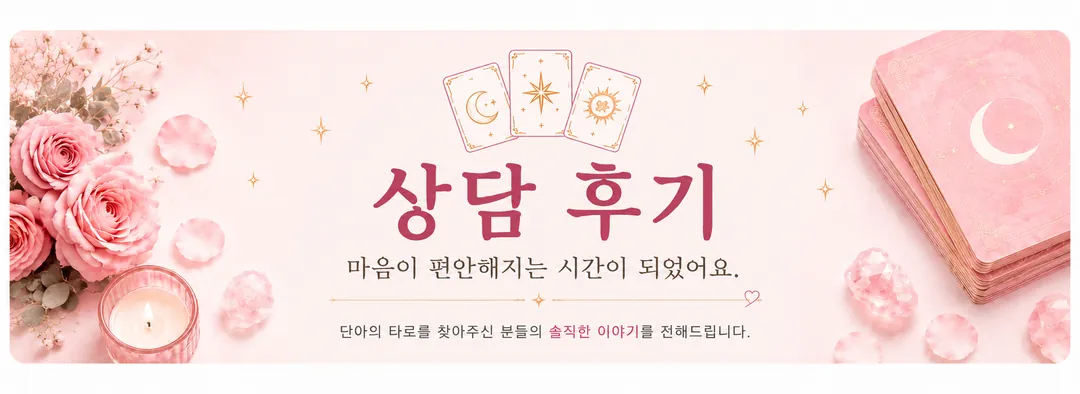 상담 후기
마음이 편안해지는 시간이 되었어요.
단아의 타로를 찾아주신 분들의 솔직한 이야기를 전해드립니다.